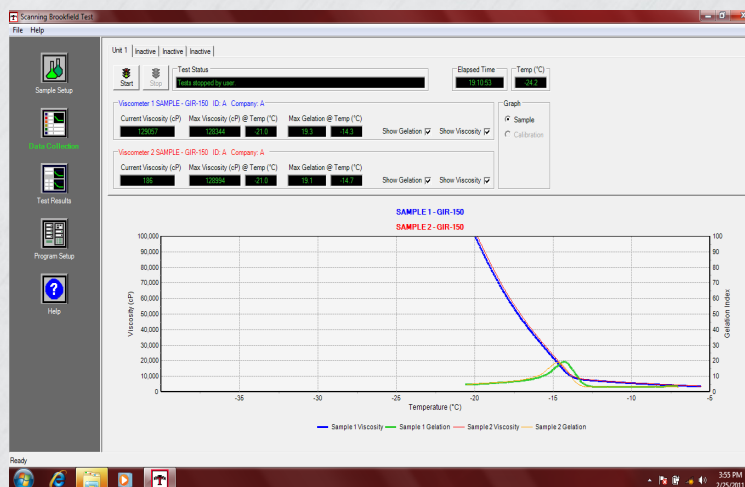 Scanning Brookfield Test
File Help
Unit 1 Inactive Inactive Inactive
Start
Stop
Test Status
Tests stopped by user
Elapsed Time
19:10:53
Temp (°C)
-24.2
Sample Setup
Data Collection
Test Results
Program Setup
Help
Viscometer 1 SAMPLE - GIR-150 ID: A Company: A
Current Viscosity (cP) Max Viscosity (cP) @ Temp (°C) Max Gelation @ Temp (°C)
129057 128344 -21.0 19.3 -14.3 Show Gelation Show Viscosity
Viscometer 2 SAMPLE - GIR-150 ID: A Company: A
Current Viscosity (cP) Max Viscosity (cP) @ Temp (°C) Max Gelation @ Temp (°C)
186 128994 -21.0 19.1 -14.7 Show Gelation Show Viscosity
Graph
Sample
Calibration
SAMPLE 1 - GIR-150
SAMPLE 2 - GIR-150
Viscosity (cP)
100,000
90,000
80,000
70,000
60,000
50,000
40,000
30,000
20,000
10,000
0
100
90
80
70
60
50
40
30
20
10
0
Gelation Index
-35 -30 -25 -20 -15 -10 -5
Temperature (°C)
Sample 1 Viscosity Sample 1 Gelation Sample 2 Viscosity Sample 2 Gelation
Ready
3:55 PM
2/25/2011